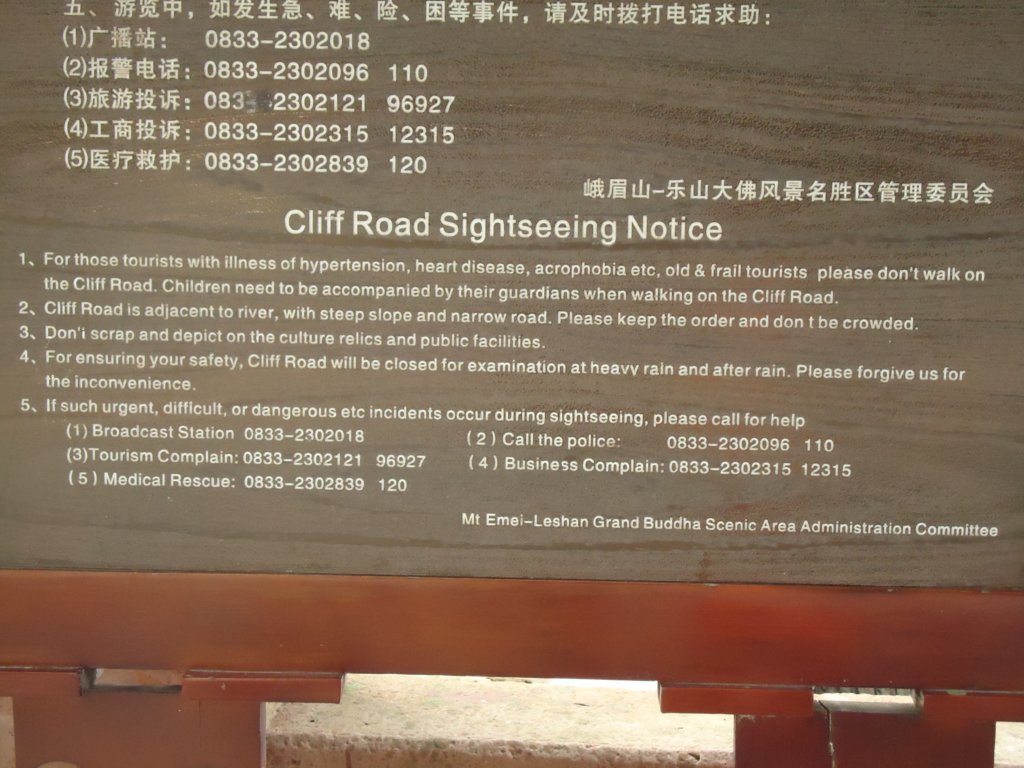 五、游览中，如发生急、难、险、困等事件，请及时拨打电话求助：
⑴广播站： 0833-2302018
⑵报警电话：0833-2302096 110
⑶旅游投诉：083 2302121 96927
⑷工商投诉：0833-2302315 12315
⑸医疗救护：0833-2302839 120
峨眉山-乐山大佛风景名胜区管理委员会
Cliff Road Sightseeing Notice
1、For those tourists with illness of hypertension, heart disease, acrophobia etc, old & frail tourists please don't walk on
the Cliff Road. Children need to be accompanied by their guardians when walking on the Cliff Road.
2、Cliff Road is adjacent to river, with steep slope and narrow road. Please keep the order and don t be crowded.
3、Don'i scrap and depict on the culture relics and public facilities.
4、For ensuring your safety, Cliff Road will be closed for examination at heavy rain and after rain. Please forgive us for
the inconvenience.
5、If such urgent, difficult, or dangerous etc incidents occur during sightseeing, please call for help
(1) Broadcast Station 0833-2302018 (2) Call the police: 0833-2302096 110
(3)Tourism Complain: 0833-2302121 96927 (4) Business Complain: 0833-2302315 12315
(5) Medical Rescue: 0833-2302839 120
Mt Emei-Leshan Grand Buddha Scenic Area Administration Committee